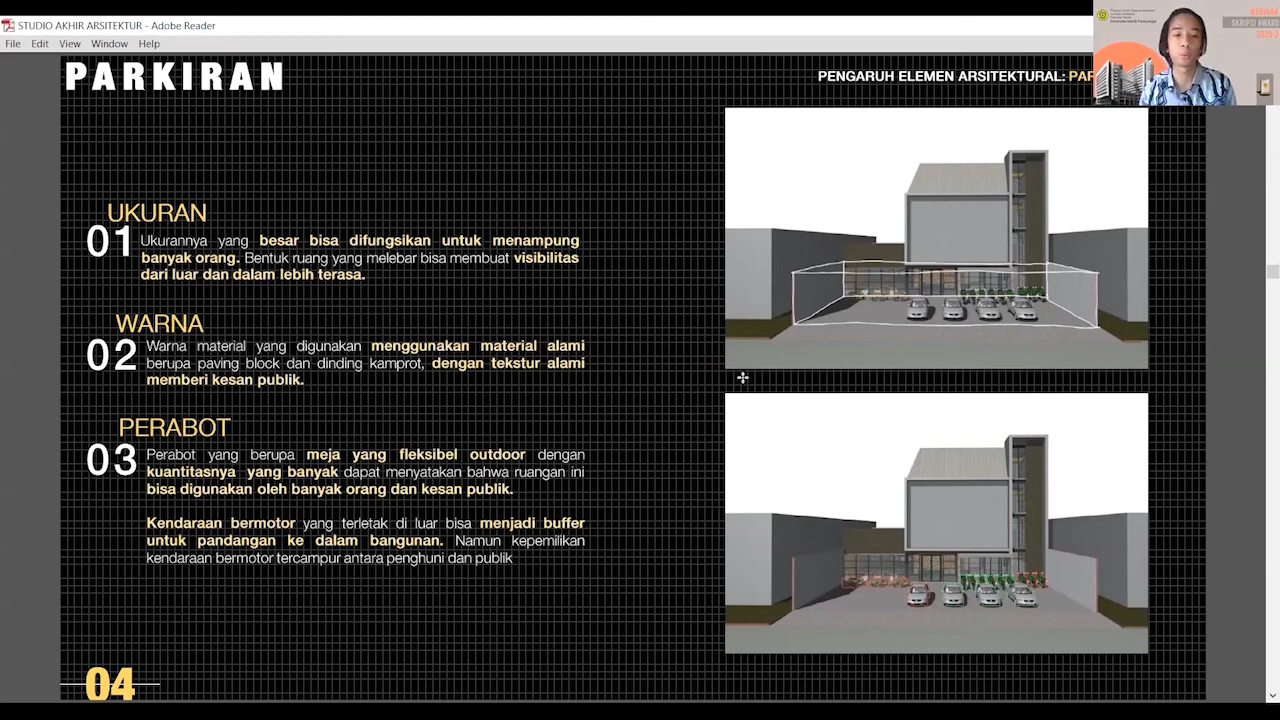 STUDIO AKHIR ARSITEKTUR - Adobe Reader
File Edit View Window Help
PARKIRAN
PENGARUH ELEMEN ARSITEKTURAL: PAR
WEBINAR
SKRIPSI AWARD
2020-2
UKURAN
01
Ukurannya yang besar bisa difungsikan untuk menampung
banyak orang. Bentuk ruang yang melebar bisa membuat visibilitas
dari luar dan dalam lebih terasa.
WARNA
02
Warna material yang digunakan menggunakan material alami
berupa paving block dan dinding kamprot, dengan tekstur alami
memberi kesan publik.
PERABOT
03
Perabot yang berupa meja yang fleksibel outdoor dengan
kuantitasnya yang banyak dapat menyatakan bahwa ruangan ini
bisa digunakan oleh banyak orang dan kesan publik.
Kendaraan bermotor yang terletak di luar bisa menjadi buffer
untuk pandangan ke dalam bangunan. Namun kepemilikan
kendaraan bermotor tercampur antara penghuni dan publik
04